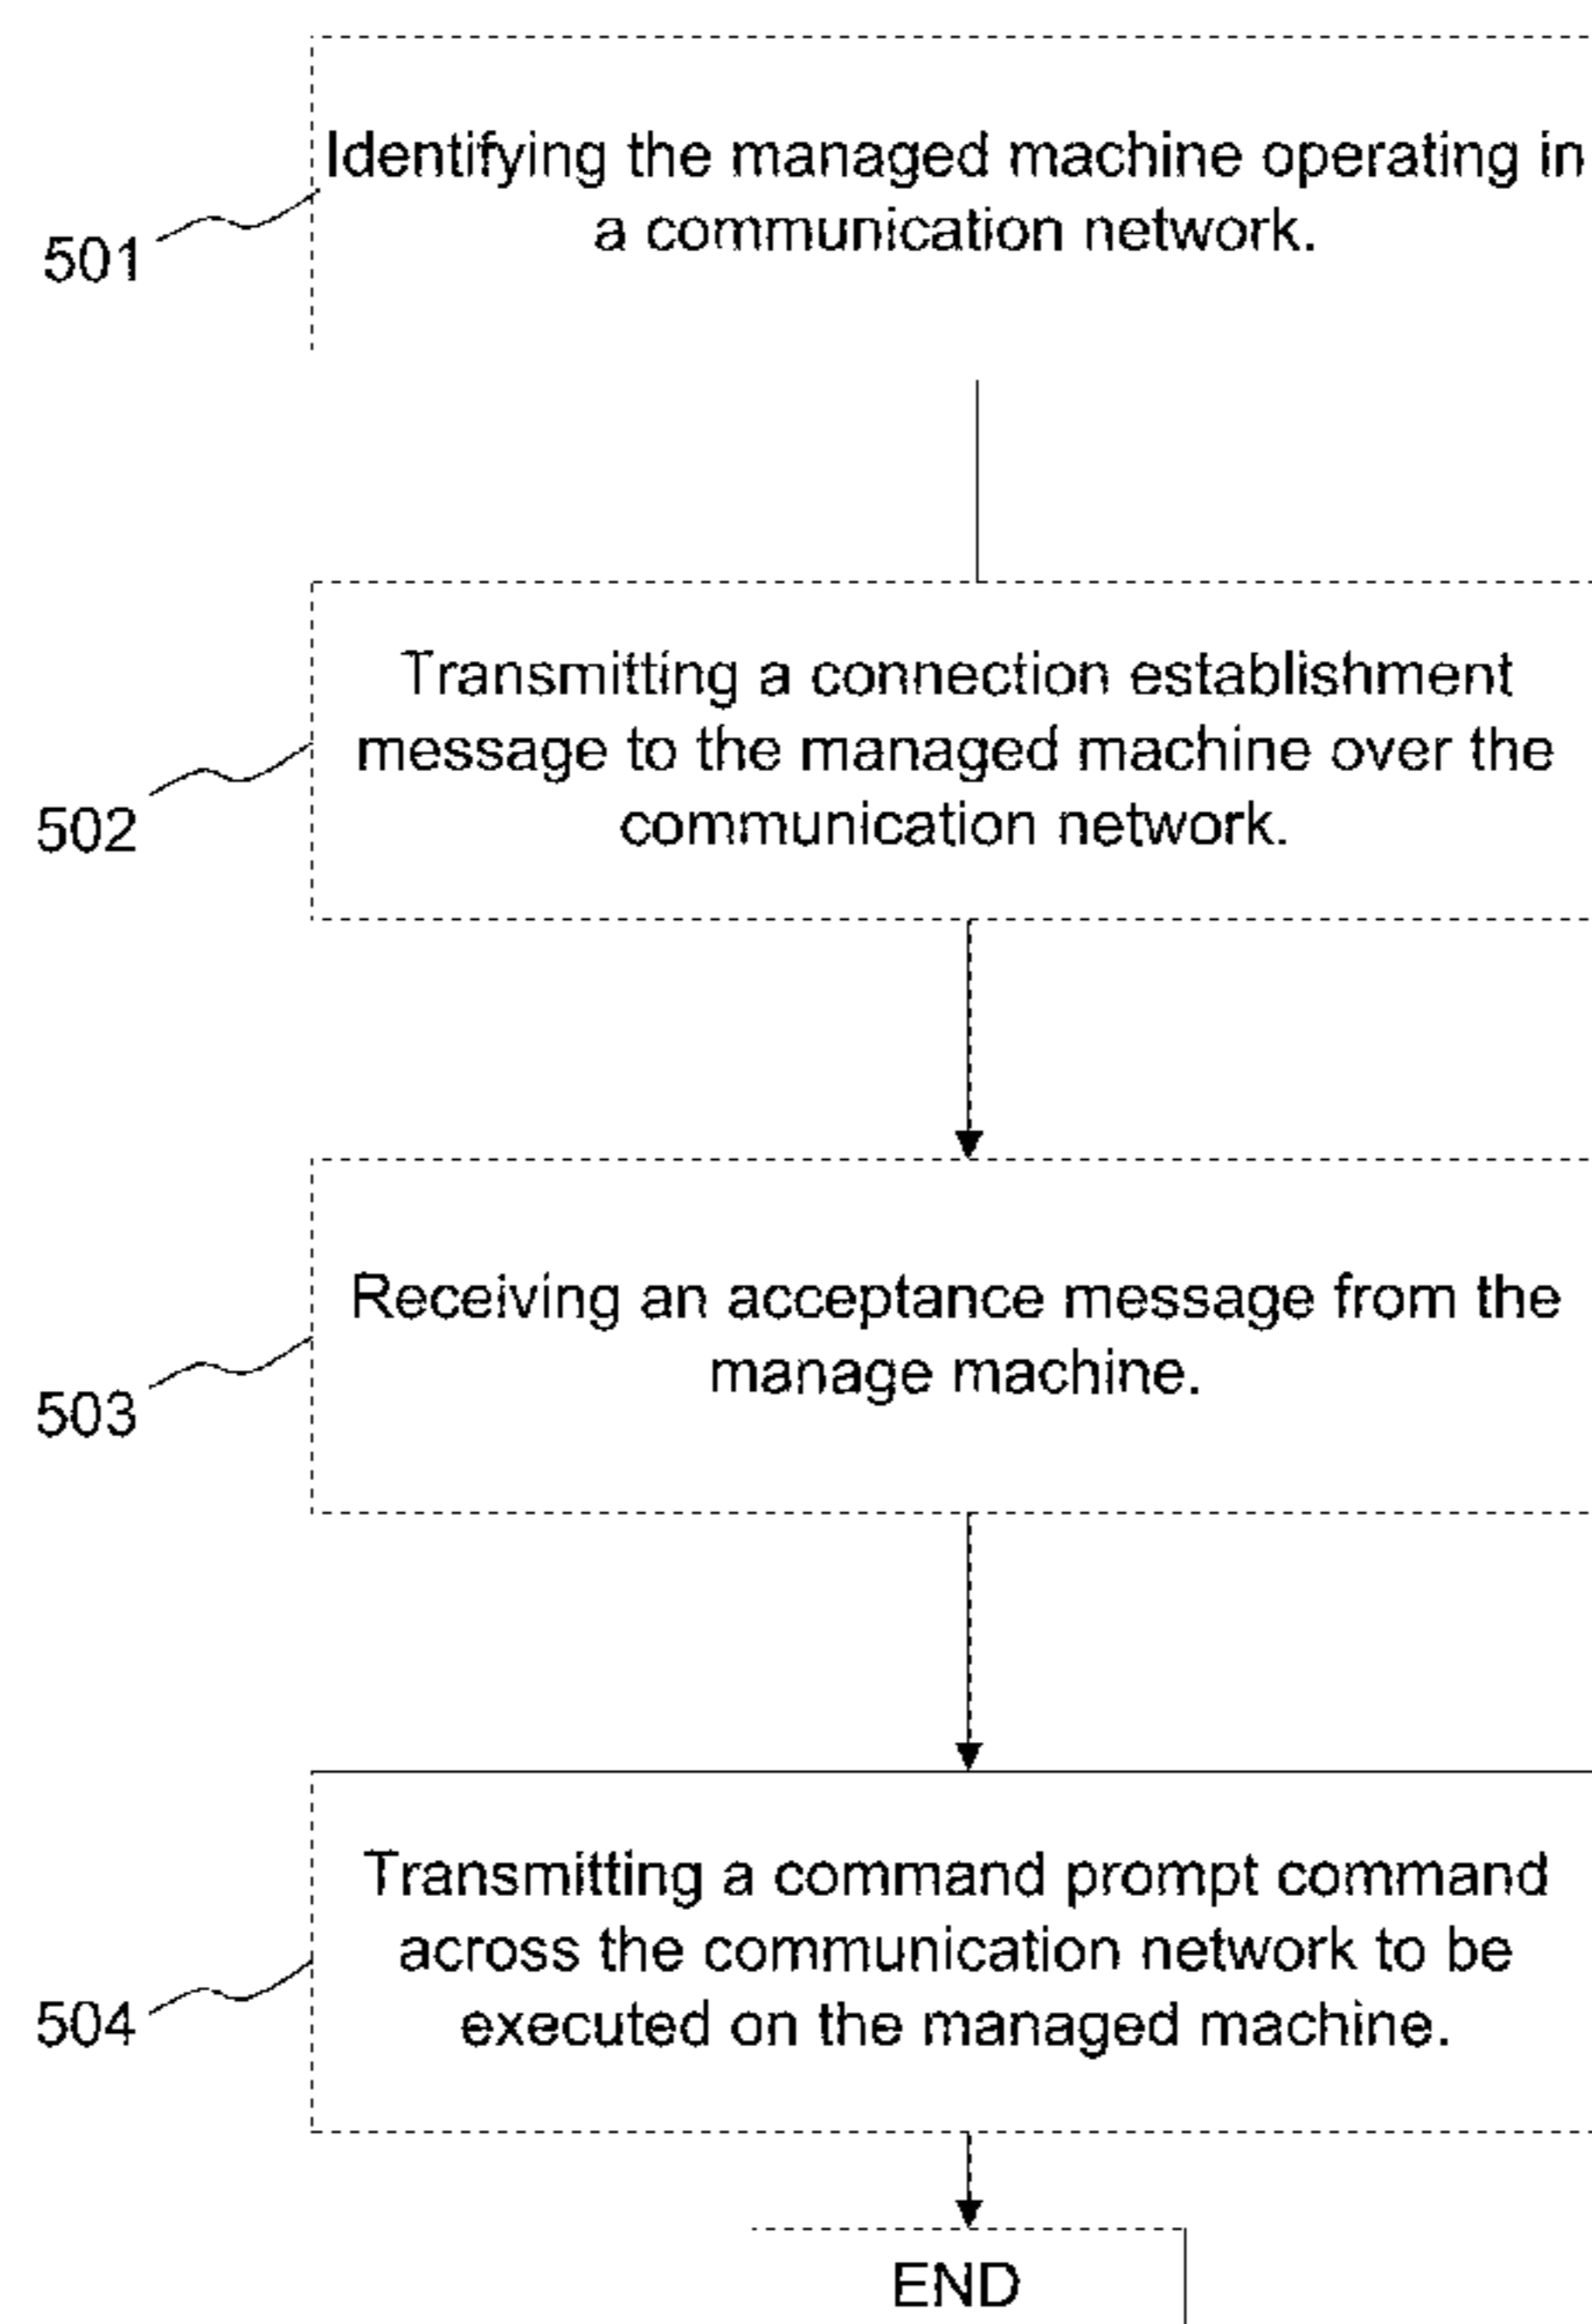 Identifying the managed machine operating in
a communication network.
501
Transmitting a connection establishment
message to the managed machine over the
communication network.
502
Receiving an acceptance message from the
manage machine.
503
Transmitting a command prompt command
across the communication network to be
executed on the managed machine.
504
END